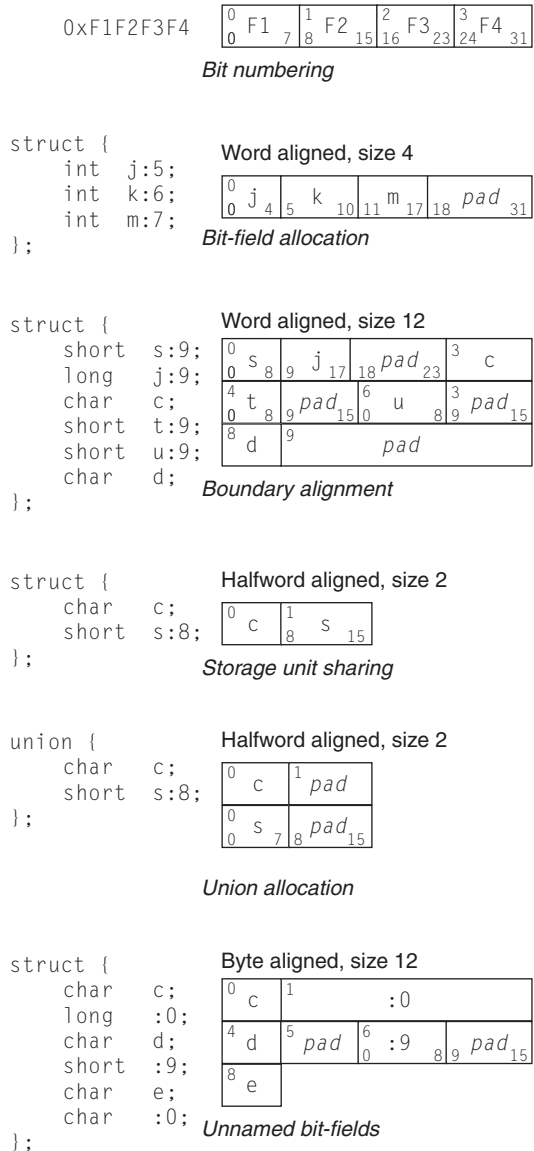 0xF1F2F3F4
0 1 2 3
F1 F2 F3 F4
0 7 8 15 16 23 24 31
Bit numbering
struct {
int j:5;
int k:6;
int m:7;
};
Word aligned, size 4
0
j k m pad
0 4 5 10 11 17 18 31
Bit-field allocation
struct {
short s:9;
long j:9;
char c;
short t:9;
short u:9;
char d;
};
Word aligned, size 12
0 3
s j pad c
0 8 9 17 18 23
4 6 3
t pad u pad
0 8 9 15 0 8 9 15
8 9
d pad
Boundary alignment
struct {
char c;
short s:8;
};
Halfword aligned, size 2
0 1
c s
8 15
Storage unit sharing
union {
char c;
short s:8;
};
Halfword aligned, size 2
0 1
c pad
0
s pad
0 7 8 15
Union allocation
struct {
char c;
long :0;
char d;
short :9;
char e;
char :0;
};
Byte aligned, size 12
0 1
c :0
4 5 6
d pad :9 pad
0 8 9 15
8
e
Unnamed bit-fields